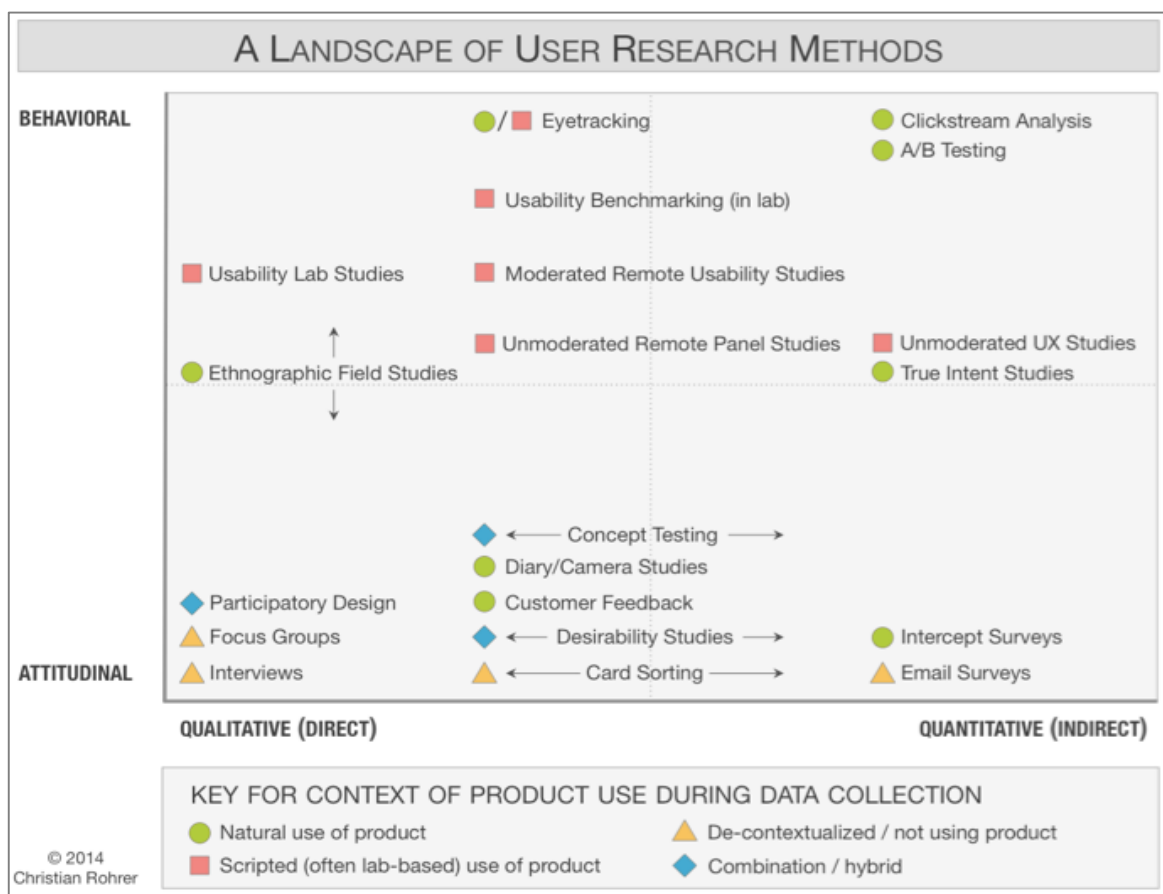 A LANDSCAPE OF USER RESEARCH METHODS
BEHAVIORAL
/ Eyetracking
Clickstream Analysis
A/B Testing
Usability Benchmarking (in lab)
Usability Lab Studies
Moderated Remote Usability Studies
Unmoderated Remote Panel Studies
Unmoderated UX Studies
Ethnographic Field Studies
True Intent Studies
Concept Testing
Diary/Camera Studies
Participatory Design
Customer Feedback
Focus Groups
Desirability Studies
Intercept Surveys
ATTITUDINAL
Interviews
Card Sorting
Email Surveys
QUALITATIVE (DIRECT)
QUANTITATIVE (INDIRECT)
KEY FOR CONTEXT OF PRODUCT USE DURING DATA COLLECTION
Natural use of product
De-contextualized / not using product
Scripted (often lab-based) use of product
Combination / hybrid
© 2014
Christian Rohrer